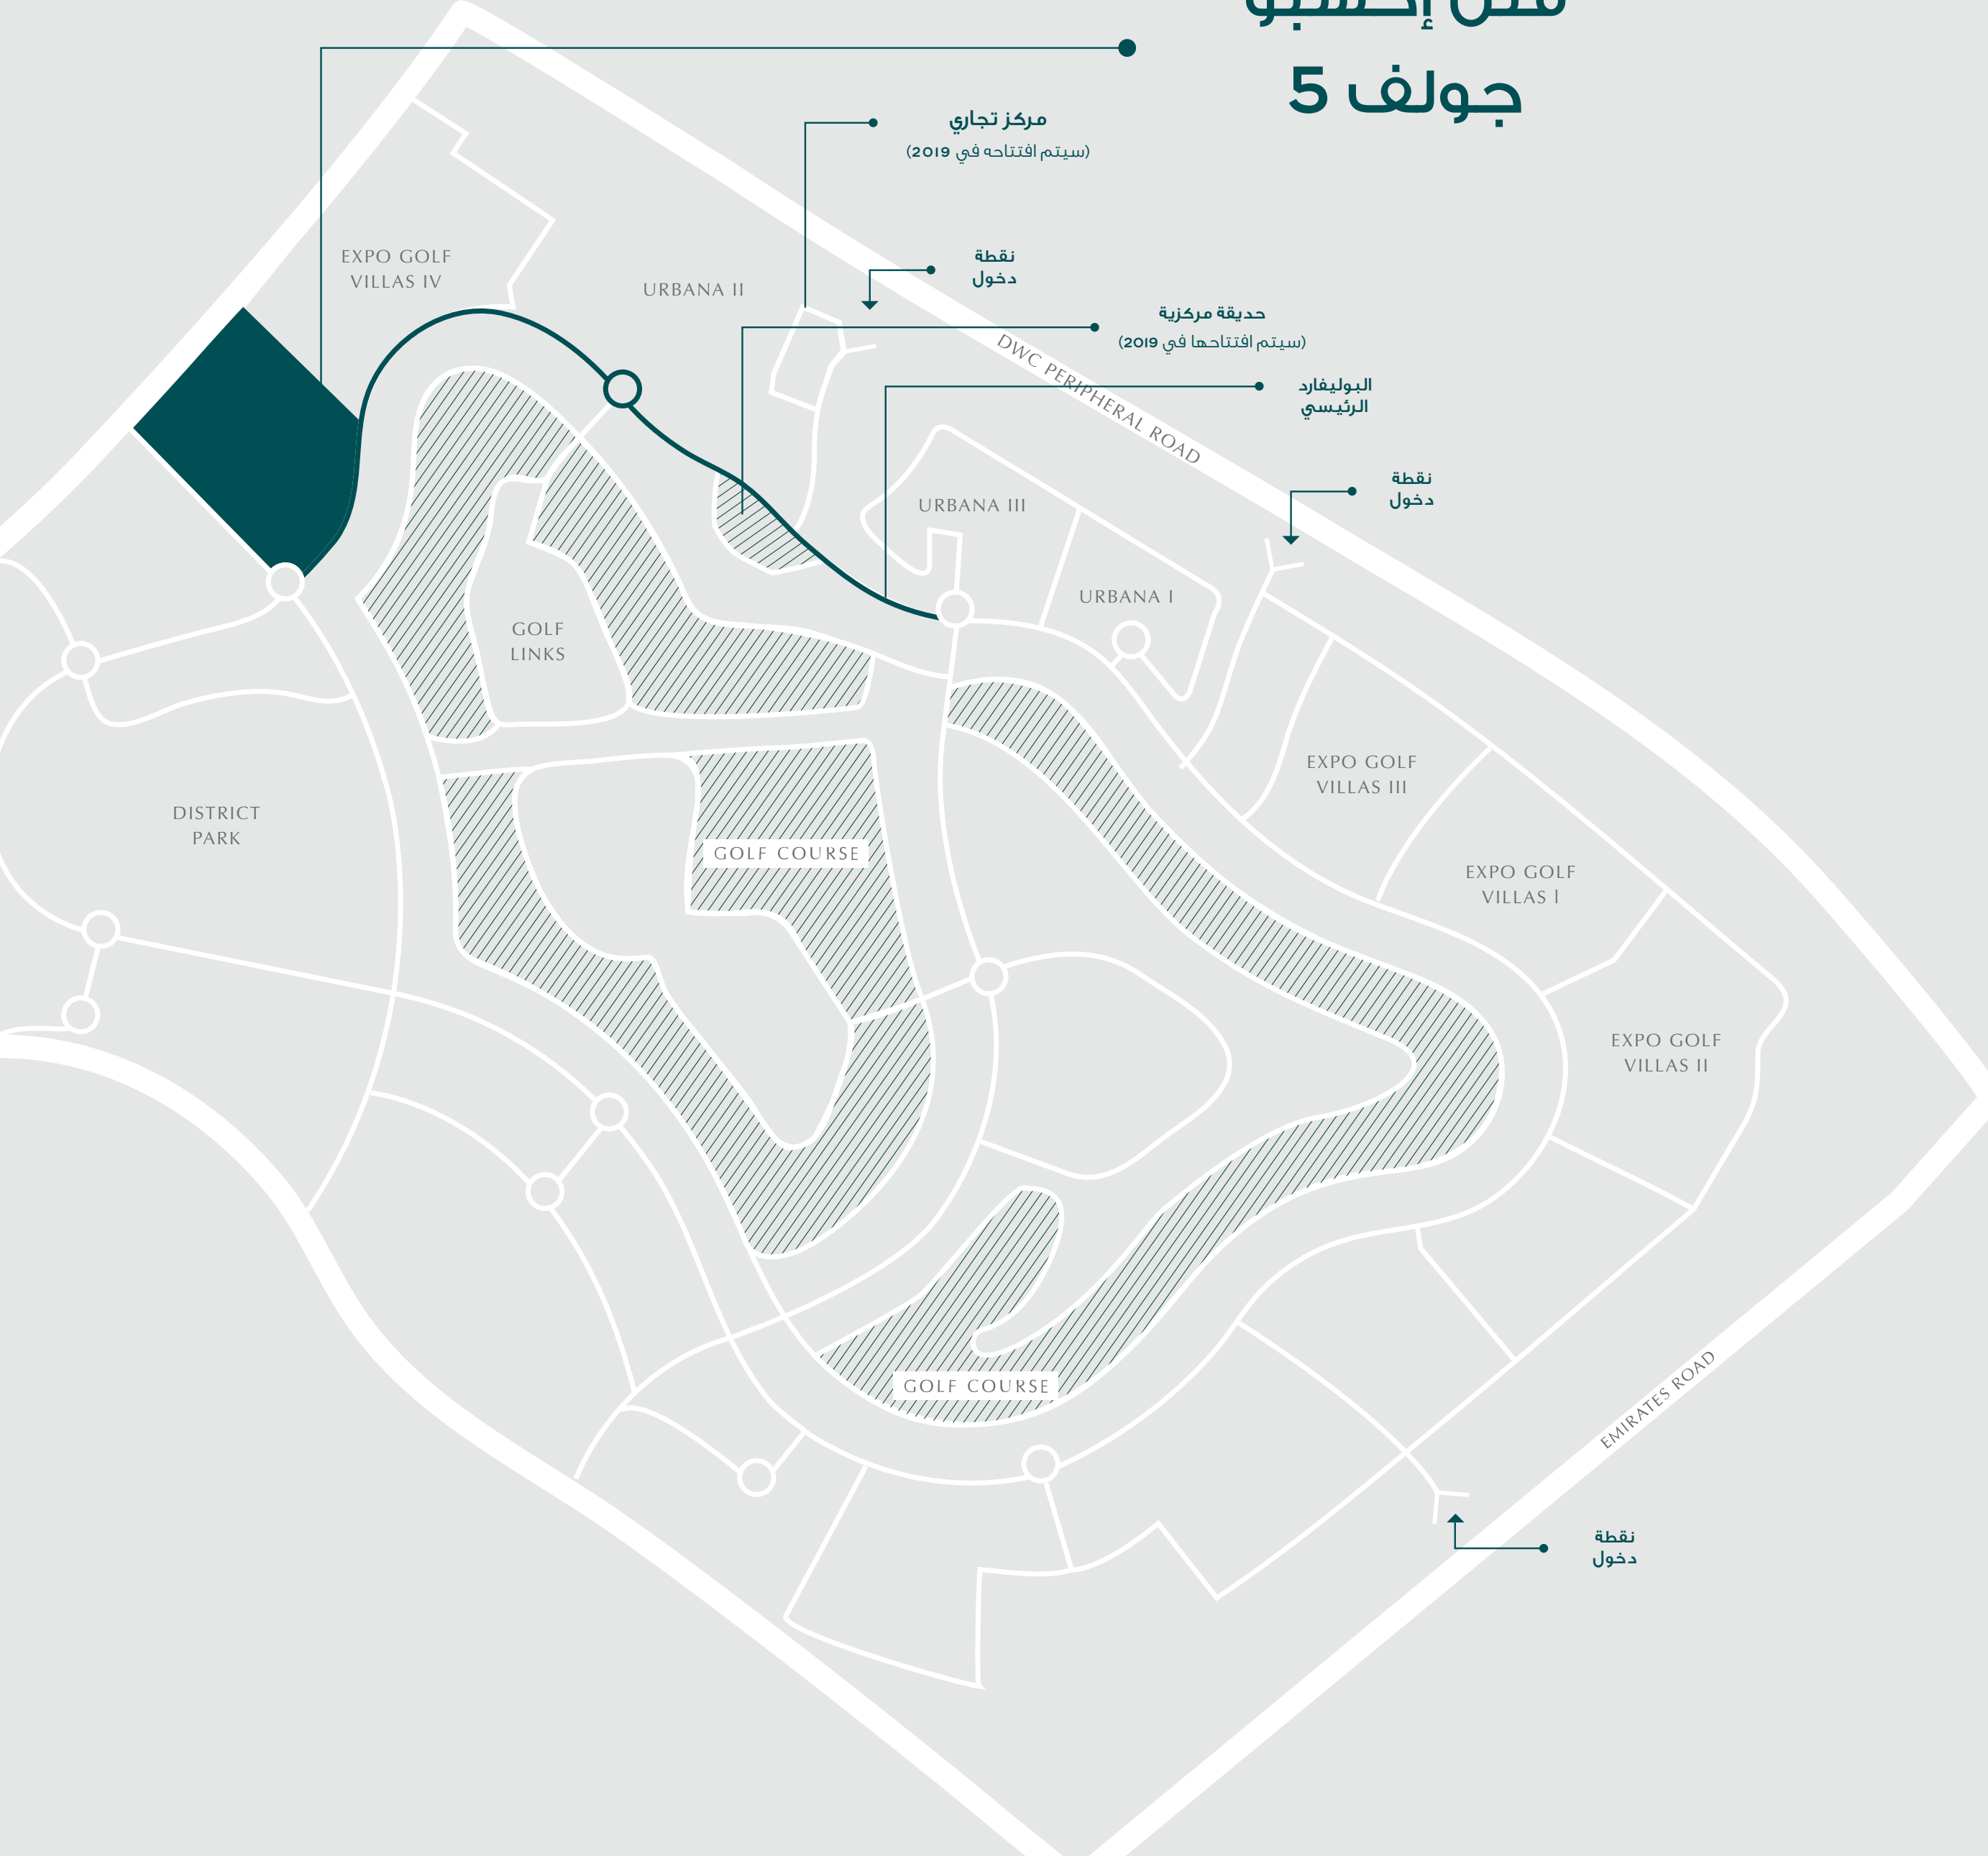 جولف 5
مركز تجاري
(سيتم افتتاحه في 2019)
نقطة
دخول
EXPO GOLF
VILLAS IV
URBANA II
حديقة مركزية
(سيتم افتتاحها في 2019)
DWC PERIPHERAL ROAD
البوليفارد
الرئيسي
نقطة
دخول
URBANA III
URBANA I
GOLF
LINKS
EXPO GOLF
VILLAS III
DISTRICT
PARK
GOLF COURSE
EXPO GOLF
VILLAS I
EXPO GOLF
VILLAS II
GOLF COURSE
EMIRATES ROAD
نقطة
دخول